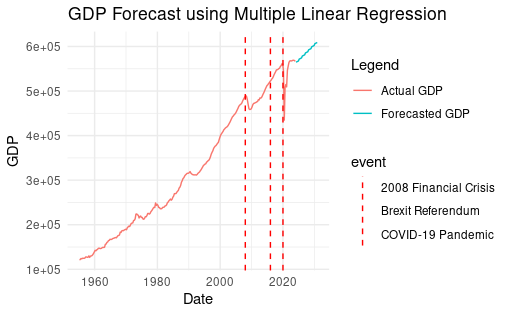 GDP Forecast using Multiple Linear Regression
6e+05
5e+05
4e+05
3e+05
2e+05
1e+05
GDP
1960
1980
2000
2020
Date
Legend
Actual GDP
Forecasted GDP
event
2008 Financial Crisis
Brexit Referendum
COVID-19 Pandemic